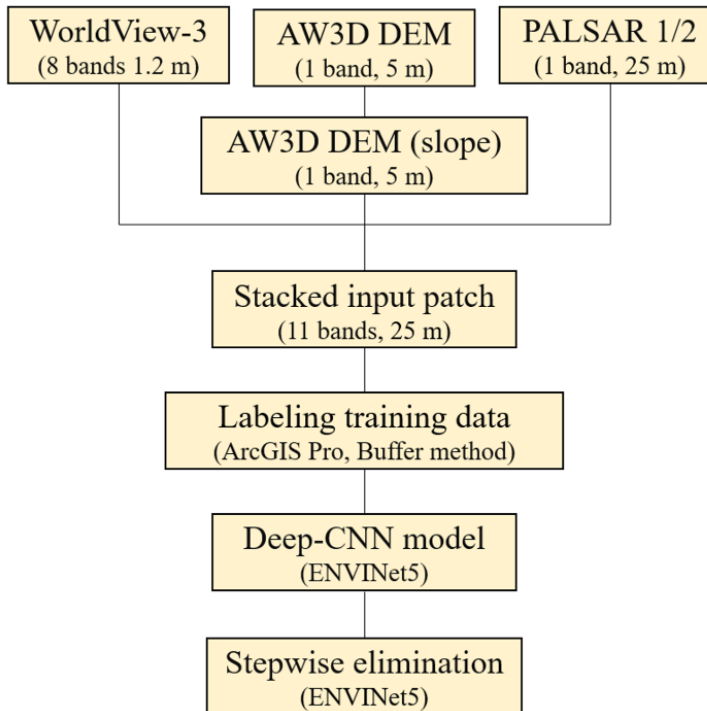 WorldView-3
(8 bands 1.2 m)
AW3D DEM
(1 band, 5 m)
PALSAR 1/2
(1 band, 25 m)
AW3D DEM (slope)
(1 band, 5 m)
Stacked input patch
(11 bands, 25 m)
Labeling training data
(ArcGIS Pro, Buffer method)
Deep-CNN model
(ENVINet5)
Stepwise elimination
(ENVINet5)